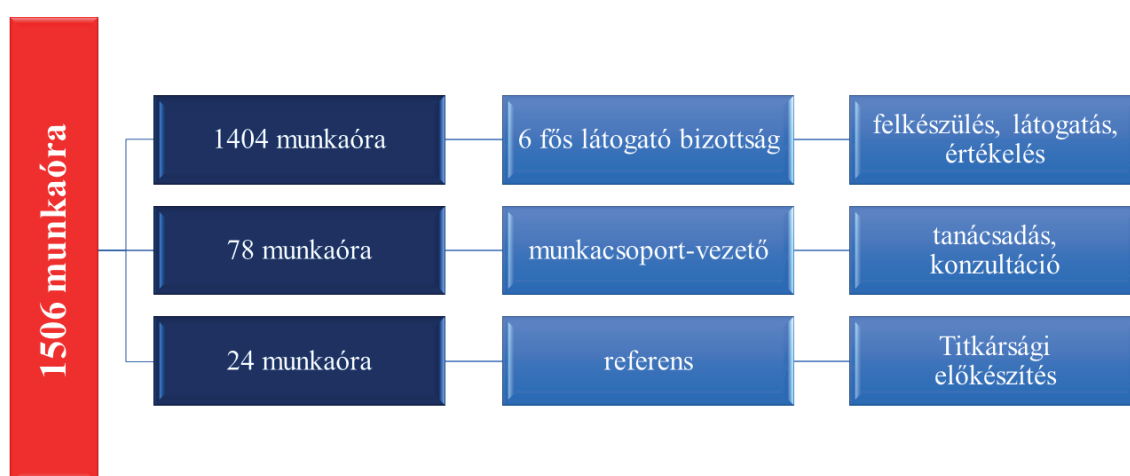 1506 munkaóra
1404 munkaóra
6 fős látogató bizottság
felkészülés, látogatás,
értékelés
78 munkaóra
munkacsoport-vezető
tanácsadás,
konzultáció
24 munkaóra
referens
Titkársági
előkészítés